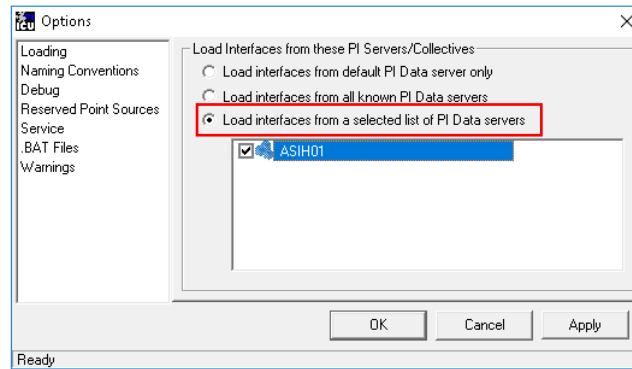 ICU Options
Loading
Naming Conventions
Debug
Reserved Point Sources
Service
.BAT Files
Warnings
Load Interfaces from these PI Servers/Collectives
Load interfaces from default PI Data server only
Load interfaces from all known PI Data servers
Load interfaces from a selected list of PI Data servers
ASIH01
OK Cancel Apply
Ready